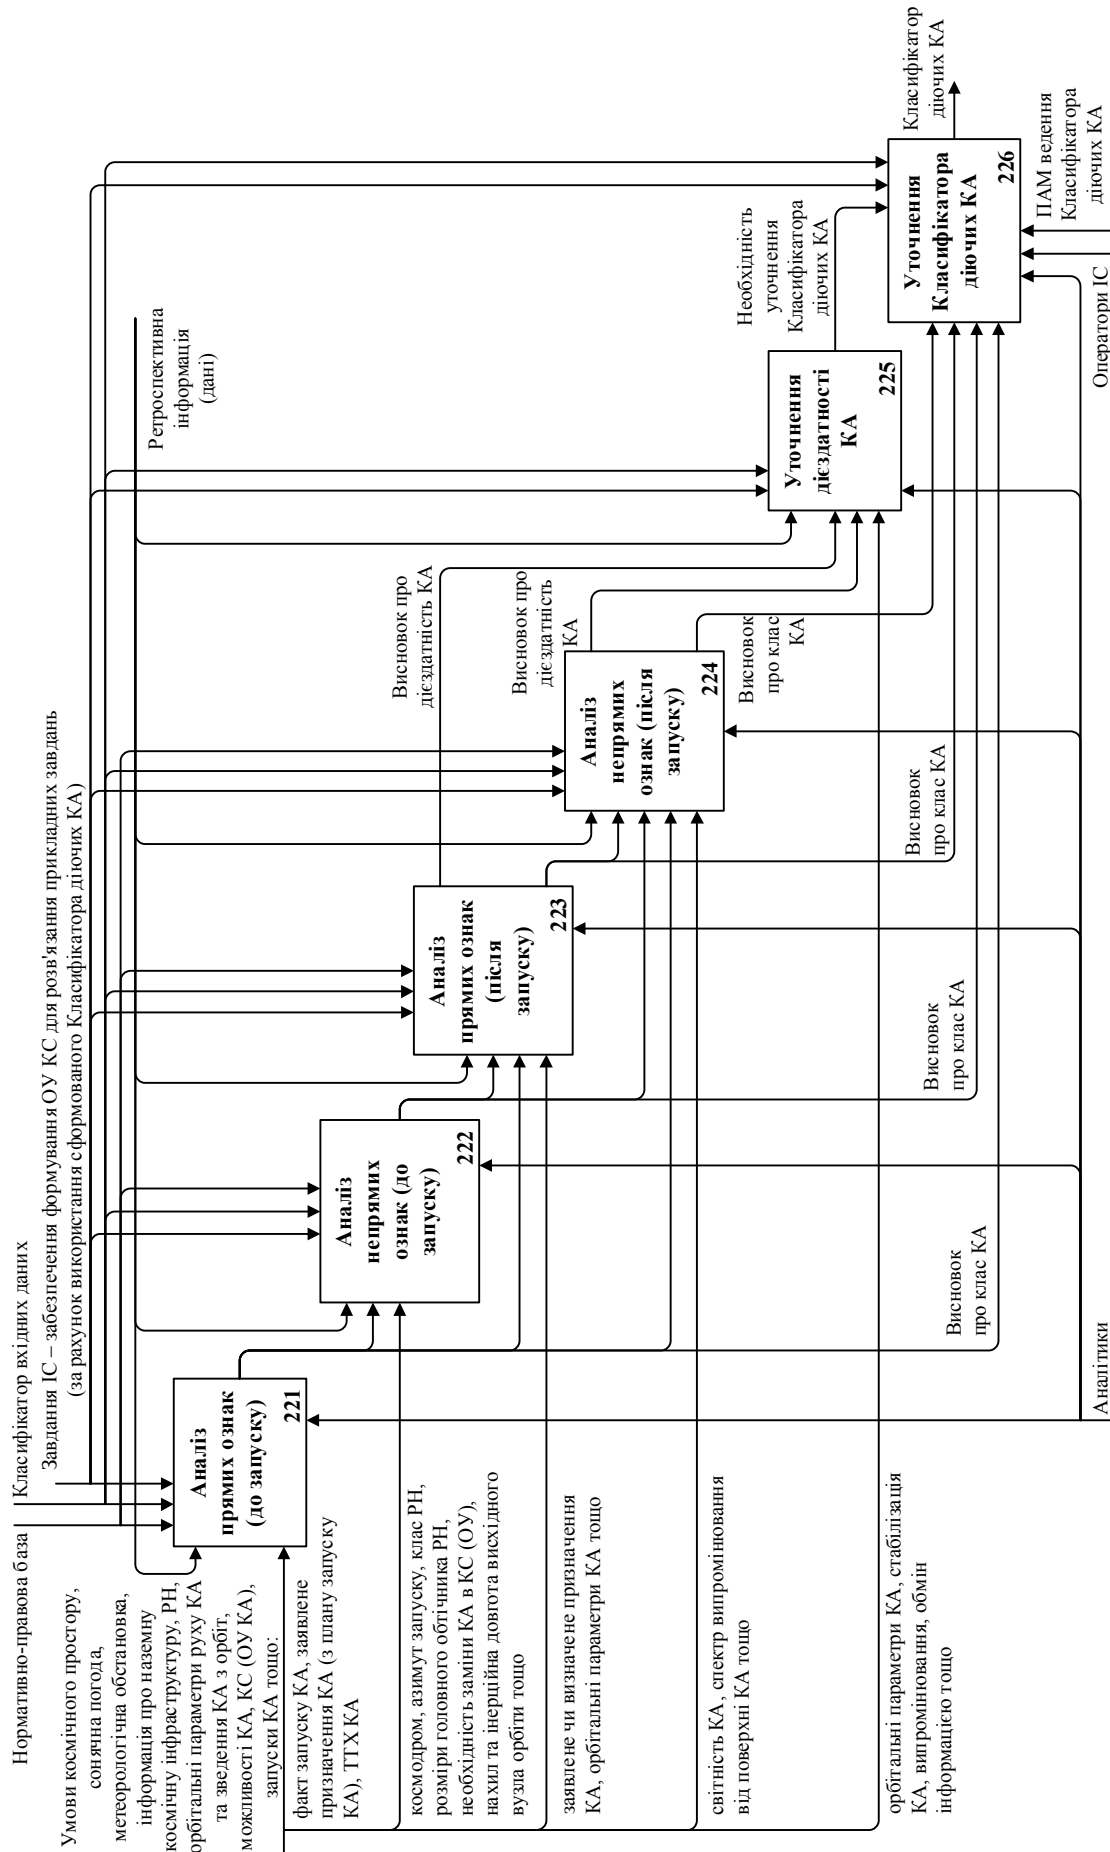 Нормативно-правова база
Класифікатор вхідних даних
Завдання ІС – забезпечення формування ОУ КС для розв'язання прикладних завдань
(за рахунок використання сформованого Класифікатора діючих КА)
Ретроспективна
інформація
(дані)
Умови космічного простору,
сонячна погода,
метеорологічна обстановка,
інформація про наземну
космічну інфраструктуру, РН,
орбітальні параметри руху КА
та зведення КА з орбіт,
можливості КА, КС (ОУ КА),
запуски КА тощо:
факт запуску КА, заявлене
призначення КА (з плану запуску
КА), ТТХ КА
космодром, азимут запуску, клас РН,
розміри головного обтічника РН,
необхідність заміни КА в КС (ОУ),
нахил та інерційна довгота висхідного
вузла орбіти тощо
заявлене чи визначене призначення
КА, орбітальні параметри КА тощо
світність КА, спектр випромінювання
від поверхні КА тощо
орбітальні параметри КА, стабілізація
КА, випромінювання, обмін
інформацією тощо
Аналіз
прямих ознак
(до запуску)
221
Аналіз
непрямих
ознак (до
запуску)
222
Аналіз
прямих ознак
(після
запуску)
223
Аналіз
непрямих
ознак (після
запуску)
224
Уточнення
дієздатності
КА
225
Уточнення
Класифікатора
діючих КА
226
Висновок про
дієздатність КА
Висновок про
дієздатність
КА
Висновок
про клас
КА
Висновок
про клас КА
Висновок
про клас КА
Висновок
про клас КА
Необхідність
уточнення
Класифікатора
діючих КА
Класифікатор
діючих КА
Аналітики
Оператори ІС
ПАМ ведення
Класифікатора
діючих КА